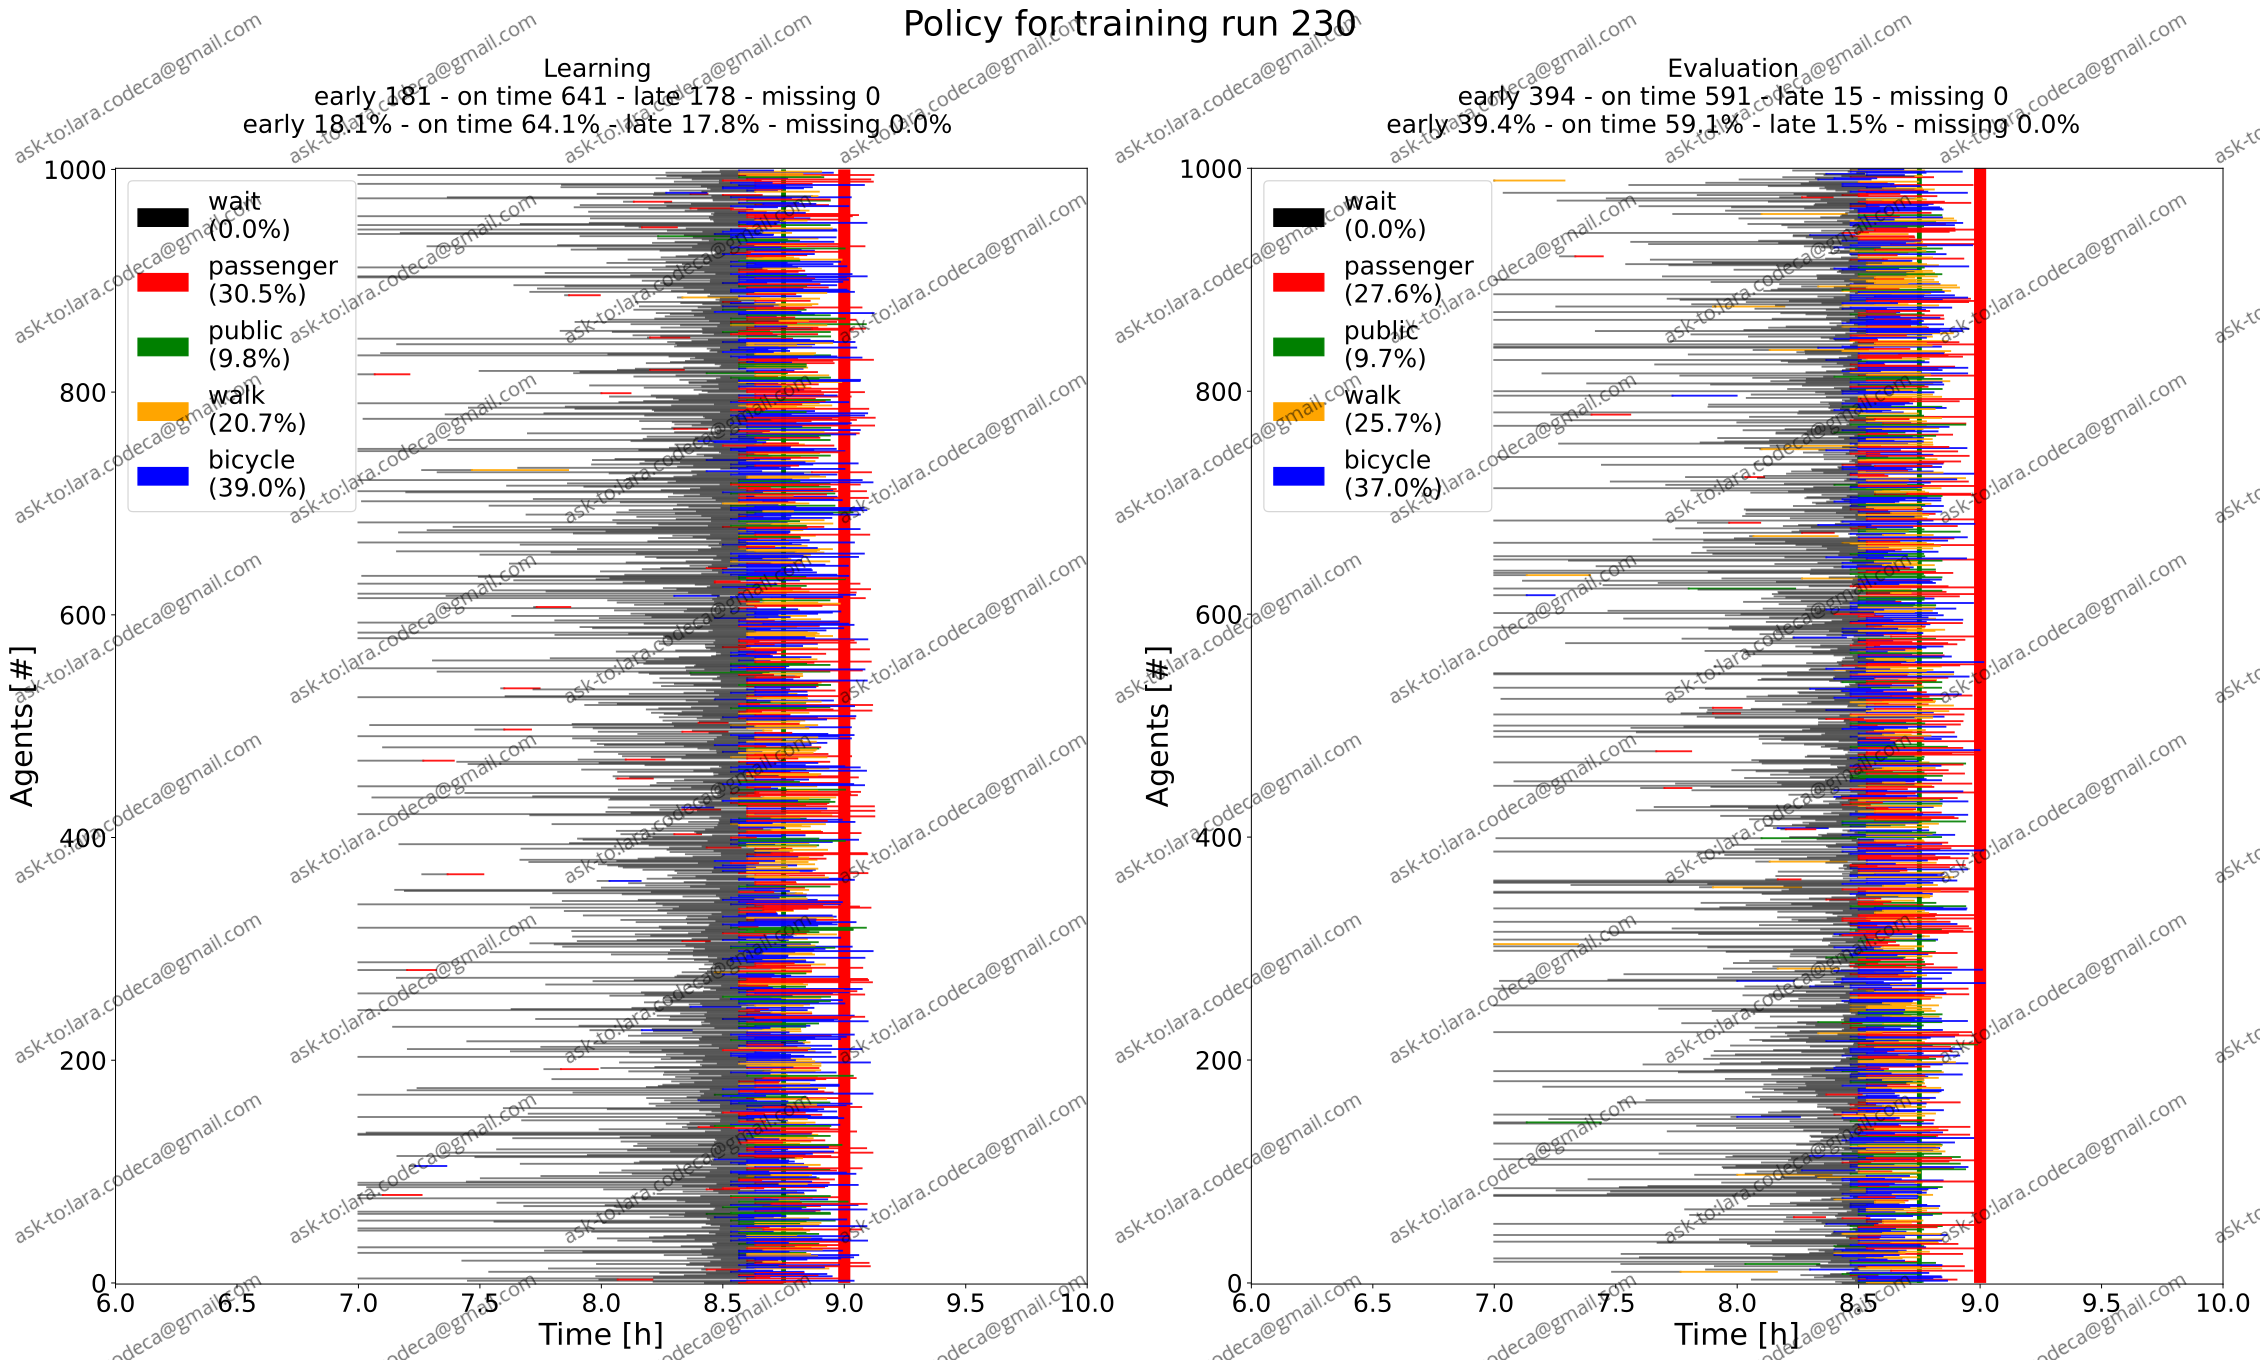 Policy for training run 230
Learning
early 181 - on time 641 - late 178 - missing 0
early 18.1% - on time 64.1% - late 17.8% - missing 0.0%
1000
800
600
400
200
0
Agents [#]
wait
(0.0%)
passenger
(30.5%)
public
(9.8%)
walk
(20.7%)
bicycle
(39.0%)
6.0 6.5 7.0 7.5 8.0 8.5 9.0 9.5 10.0
Time [h]
Evaluation
early 394 - on time 591 - late 15 - missing 0
early 39.4% - on time 59.1% - late 1.5% - missing 0.0%
1000
800
600
400
200
0
Agents [#]
wait
(0.0%)
passenger
(27.6%)
public
(9.7%)
walk
(25.7%)
bicycle
(37.0%)
6.0 6.5 7.0 7.5 8.0 8.5 9.0 9.5 10.0
Time [h]
ask-to:lara.codeca@gmail.com